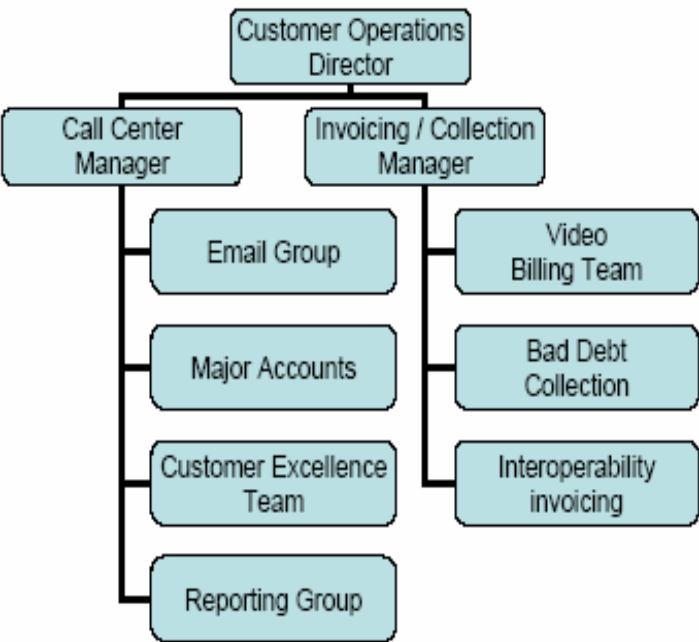 Customer Operations
Director
Call Center
Manager
Invoicing / Collection
Manager
Email Group
Major Accounts
Customer Excellence
Team
Reporting Group
Video
Billing Team
Bad Debt
Collection
Interoperability
invoicing